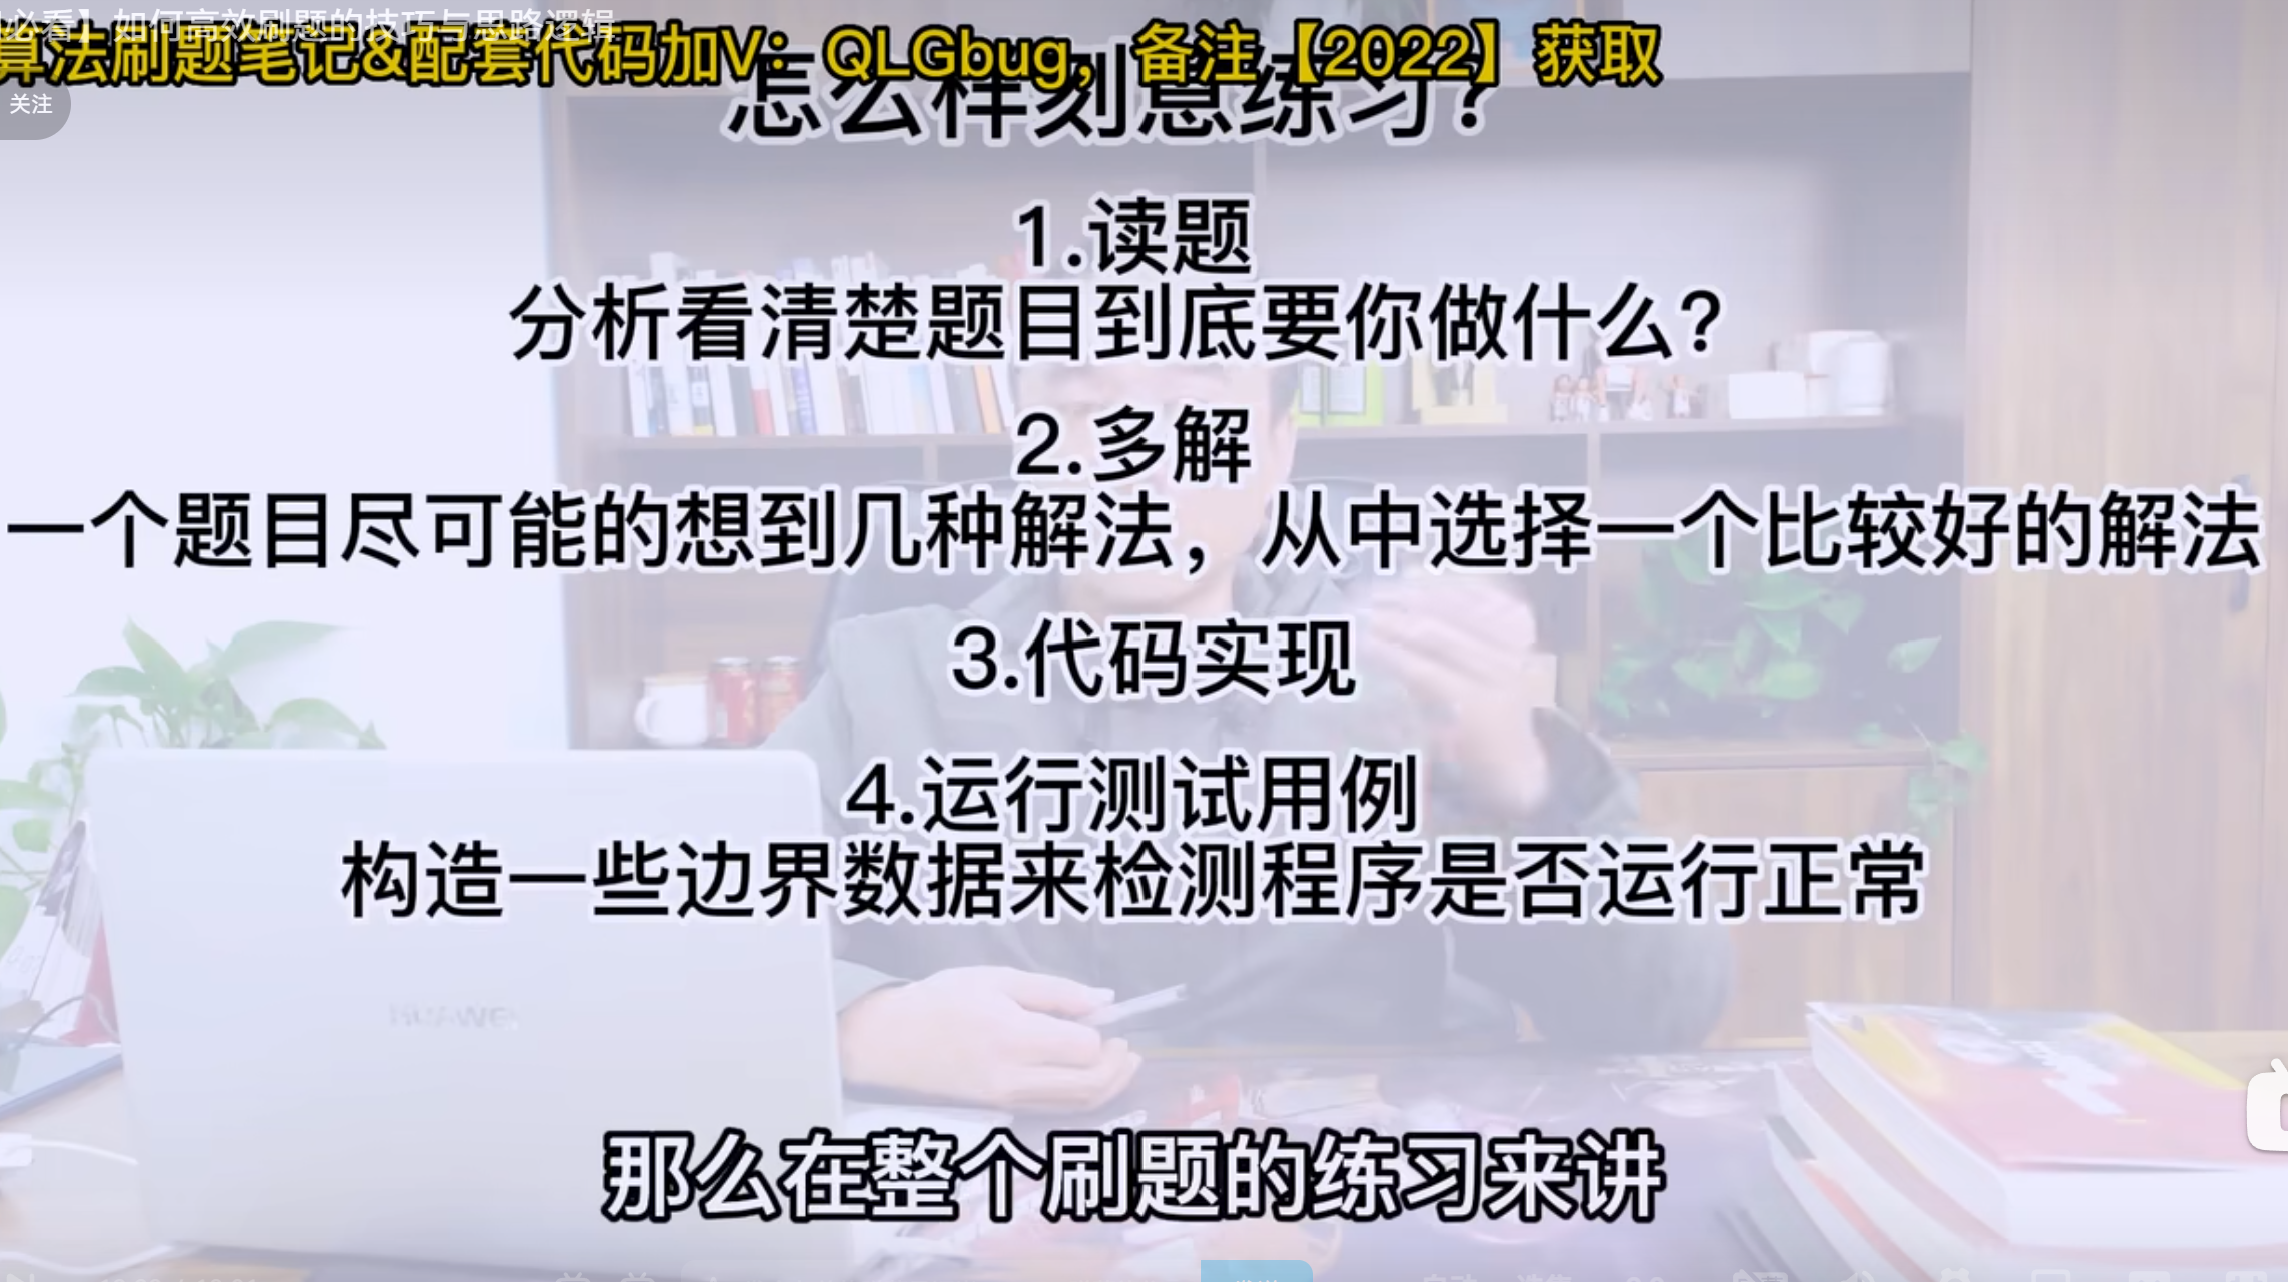 必看】如何高效刷题的技巧与思路逻辑
算法刷题笔记&配套代码加V：QLGbug，备注【2022】获取
关注
怎么样刻意练习？
1.读题
分析看清楚题目到底要你做什么？
2.多解
一个题目尽可能的想到几种解法，从中选择一个比较好的解法
3.代码实现
4.运行测试用例
构造一些边界数据来检测程序是否运行正常
HUAWEI
那么在整个刷题的练习来讲